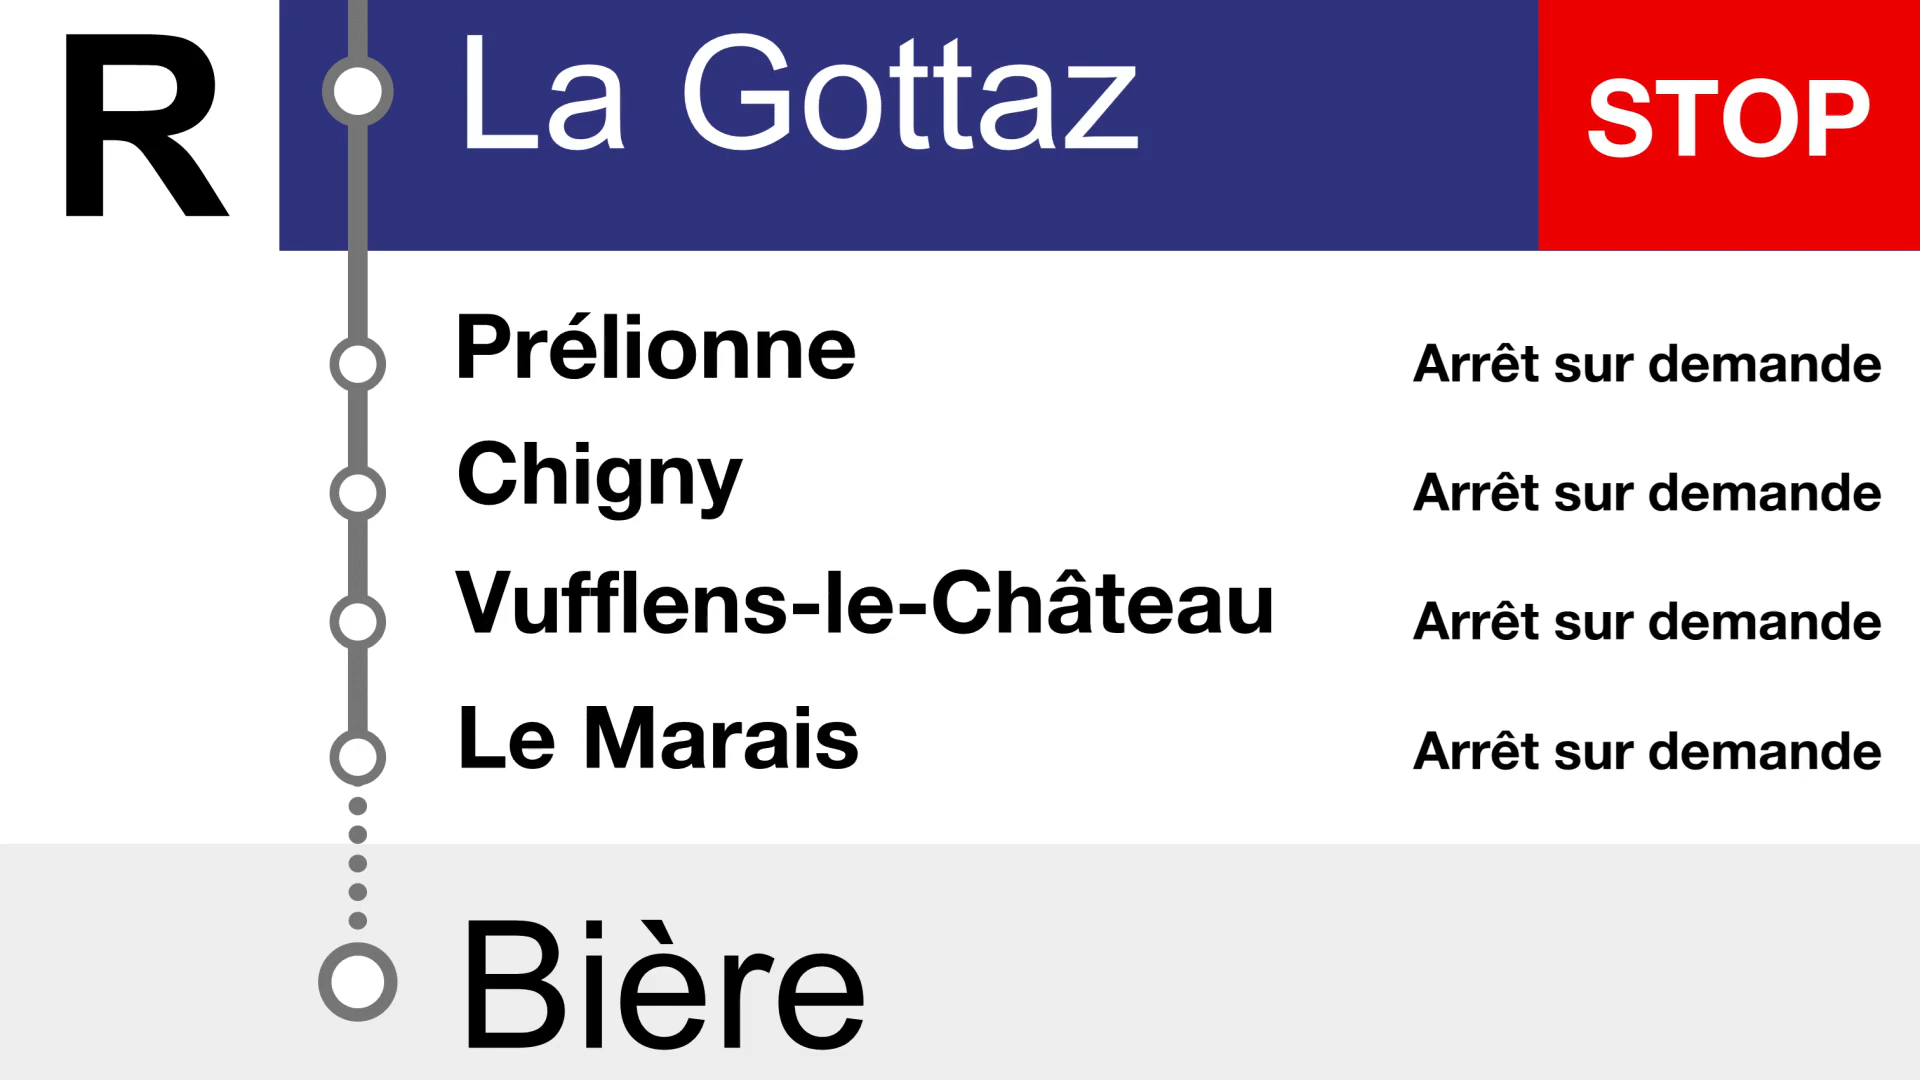 R
La Gottaz
STOP
Prélionne
Arrêt sur demande
Chigny
Arrêt sur demande
Vufflens-le-Château
Arrêt sur demande
Le Marais
Arrêt sur demande
Bière